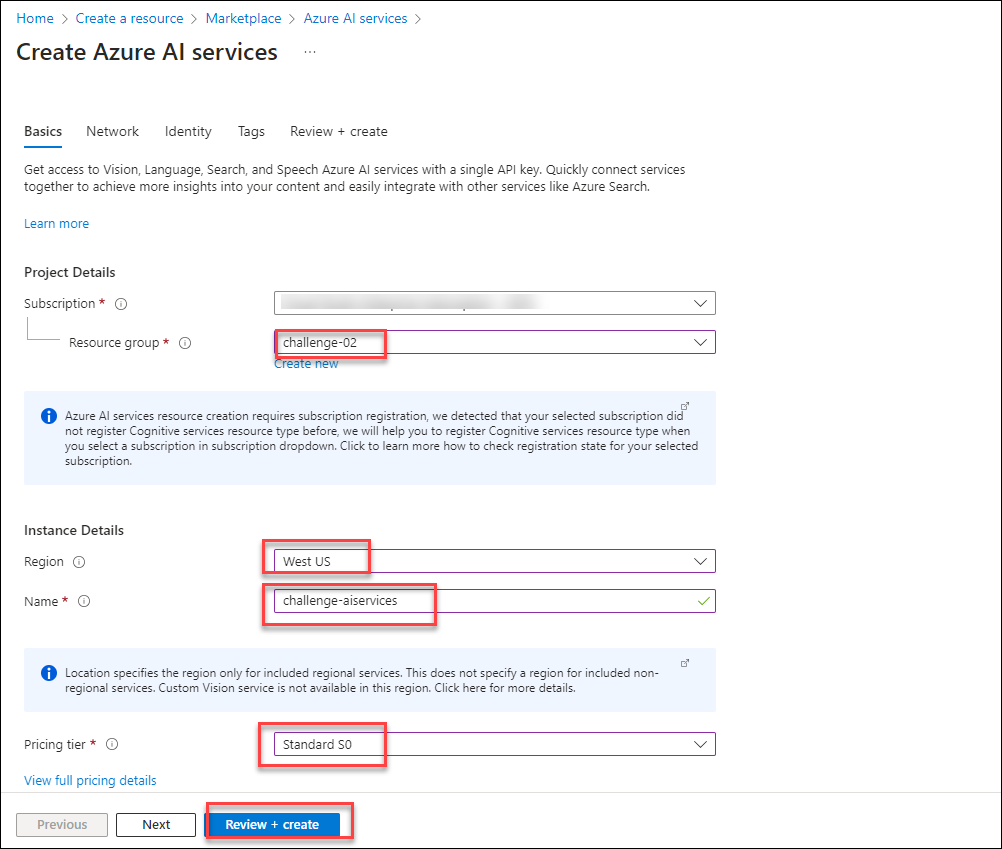 Home > Create a resource > Marketplace > Azure AI services >
Create Azure AI services ...
Basics Network Identity Tags Review + create
Get access to Vision, Language, Search, and Speech Azure AI services with a single API key. Quickly connect services
together to achieve more insights into your content and easily integrate with other services like Azure Search.
Learn more
Project Details
Subscription *
Resource group * challenge-02
Create new
Azure AI services resource creation requires subscription registration, we detected that your selected subscription did
not register Cognitive services resource type before, we will help you to register Cognitive services resource type when
you select a subscription in subscription dropdown. Click to learn more how to check registration state for your selected
subscription.
Instance Details
Region West US
Name * challenge-aiservices
Location specifies the region only for included regional services. This does not specify a region for included non-
regional services. Custom Vision service is not available in this region. Click here for more details.
Pricing tier * Standard S0
View full pricing details
Previous Next Review + create